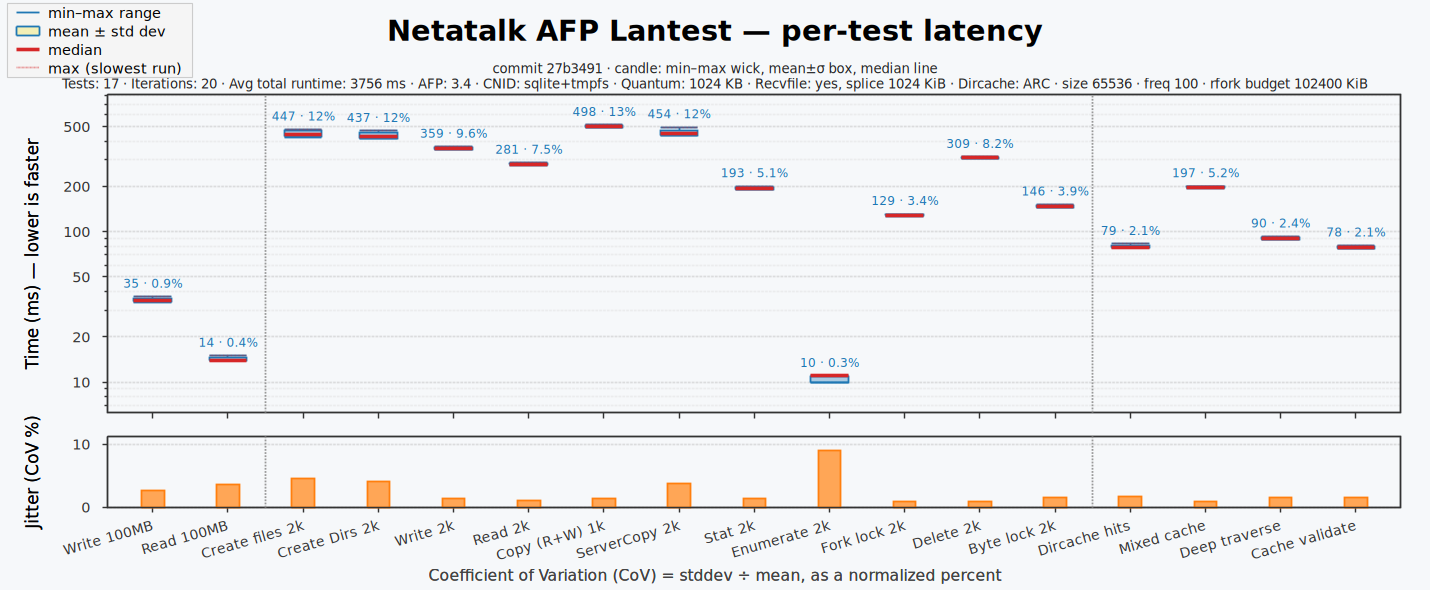 min–max range
mean ± std dev
median
max (slowest run)
Netatalk AFP Lantest — per-test latency
commit 27b3491 · candle: min–max wick, mean±σ box, median line
Tests: 17 · Iterations: 20 · Avg total runtime: 3756 ms · AFP: 3.4 · CNID: sqlite+tmpfs · Quantum: 1024 KB · Recvfile: yes, splice 1024 KiB · Dircache: ARC · size 65536 · freq 100 · rfork budget 102400 KiB
Time (ms) — lower is faster
500
200
100
50
20
10
35 · 0.9%
14 · 0.4%
447 · 12%
437 · 12%
359 · 9.6%
281 · 7.5%
498 · 13%
454 · 12%
193 · 5.1%
10 · 0.3%
129 · 3.4%
309 · 8.2%
146 · 3.9%
79 · 2.1%
197 · 5.2%
90 · 2.4%
78 · 2.1%
Jitter (CoV %)
10
0
Write 100MB
Read 100MB
Create files 2k
Create Dirs 2k
Write 2k
Read 2k
Copy (R+W) 1k
ServerCopy 2k
Stat 2k
Enumerate 2k
Fork lock 2k
Delete 2k
Byte lock 2k
Dircache hits
Mixed cache
Deep traverse
Cache validate
Coefficient of Variation (CoV) = stddev ÷ mean, as a normalized percent